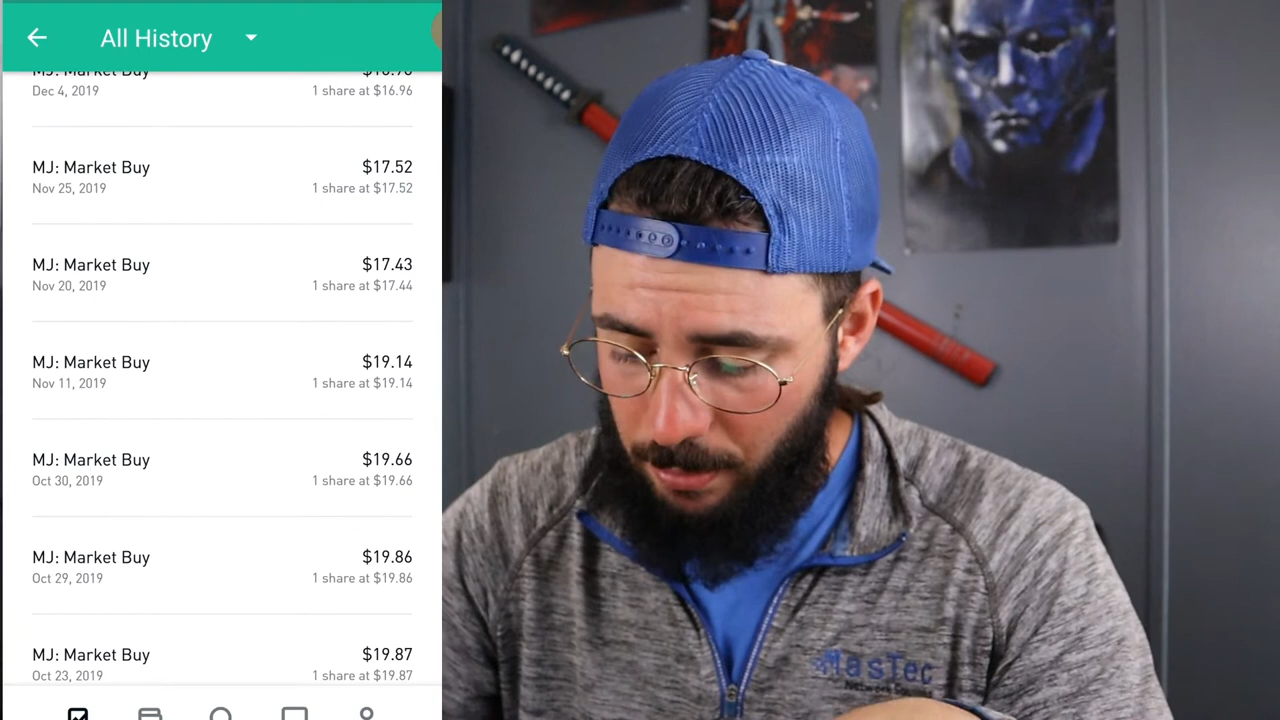 All History
MJ: Market Buy
Dec 4, 2019
1 share at $16.96
MJ: Market Buy
$17.52
Nov 25, 2019
1 share at $17.52
MJ: Market Buy
$17.43
Nov 20, 2019
1 share at $17.44
MJ: Market Buy
$19.14
Nov 11, 2019
1 share at $19.14
MJ: Market Buy
$19.66
Oct 30, 2019
1 share at $19.66
MJ: Market Buy
$19.86
Oct 29, 2019
1 share at $19.86
MJ: Market Buy
$19.87
Oct 23, 2019
1 share at $19.87
MasTec